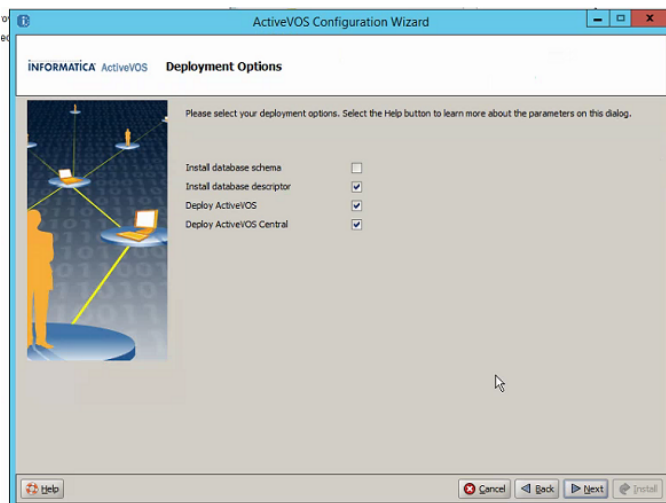 ActiveVOS Configuration Wizard
INFORMATICA ActiveVOS Deployment Options
Please select your deployment options. Select the Help button to learn more about the parameters on this dialog.
Install database schema
Install database descriptor
Deploy ActiveVOS
Deploy ActiveVOS Central
Help Cancel Back Next Install